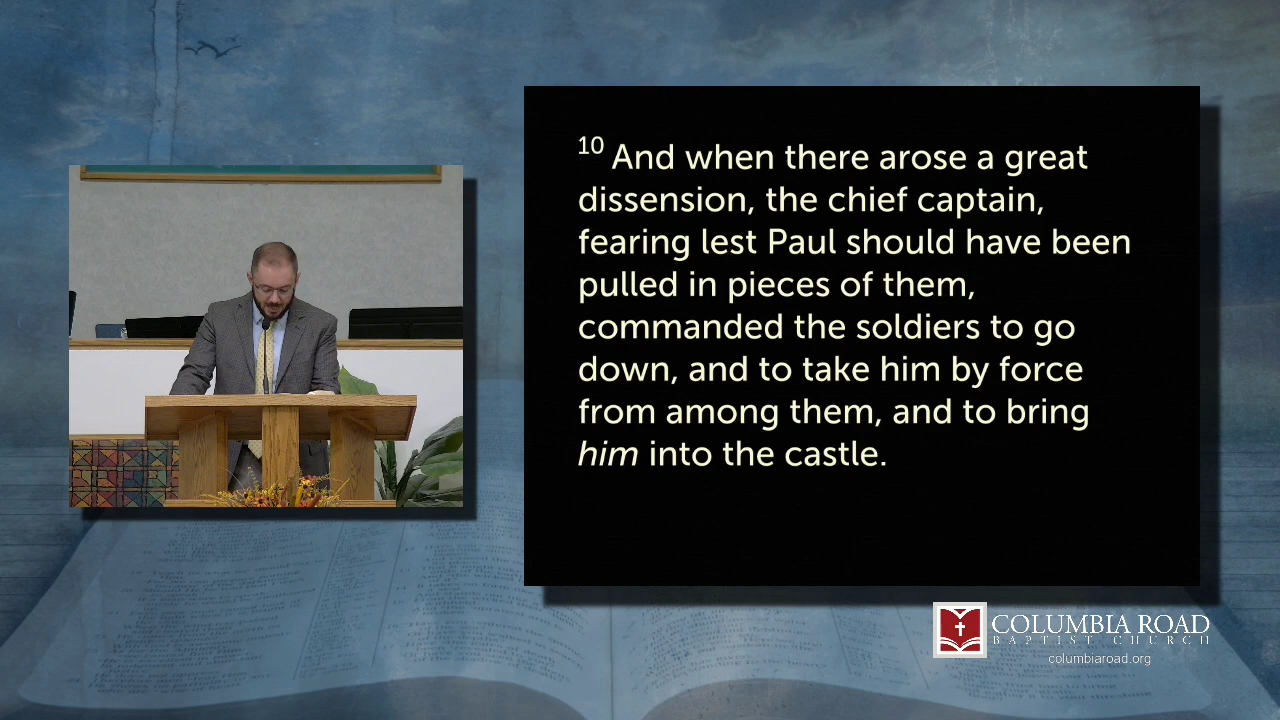 10 And when there arose a great
dissension, the chief captain,
fearing lest Paul should have been
pulled in pieces of them,
commanded the soldiers to go
down, and to take him by force
from among them, and to bring
him into the castle.
COLUMBIA ROAD
BAPTIST CHURCH
columbiaroad.org